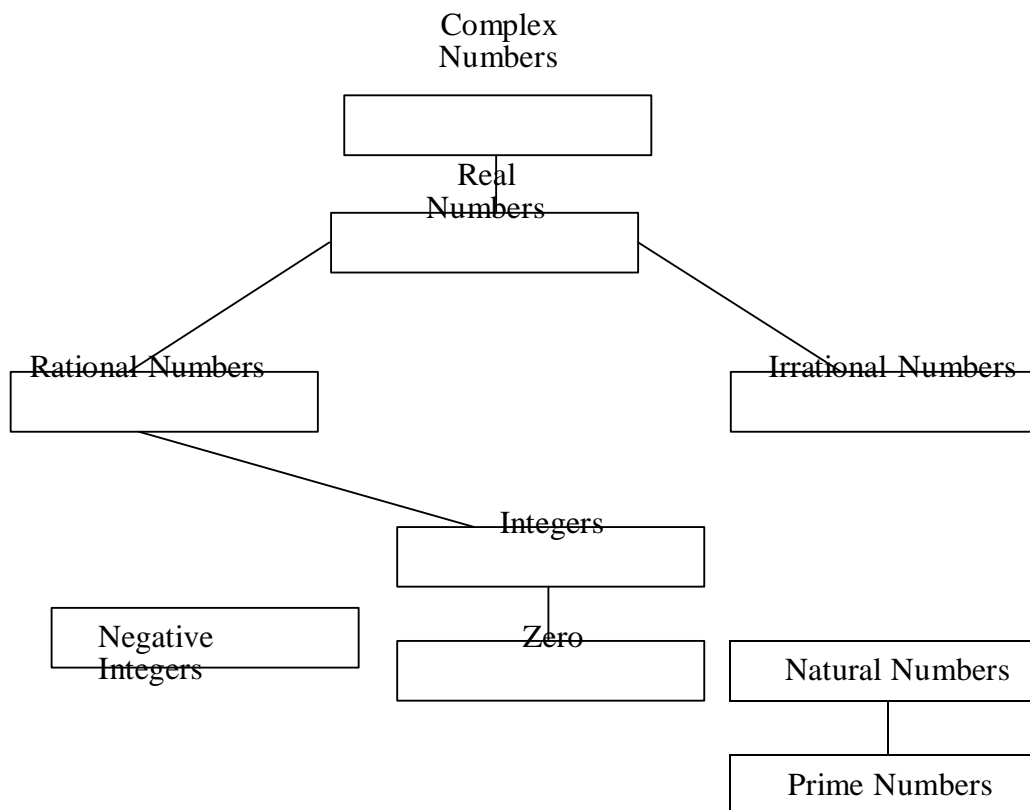 Complex
Numbers
Real
Numbers
Rational Numbers
Irrational Numbers
Integers
Negative
Integers
Zero
Natural Numbers
Prime Numbers